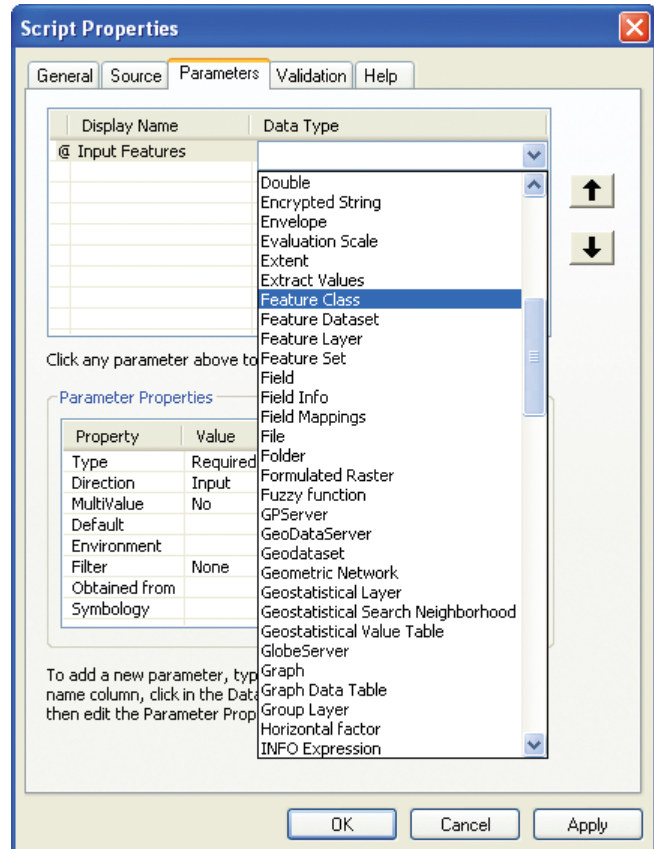 Script Properties
General Source Parameters Validation Help
Display Name Data Type
@ Input Features
Double
Encrypted String
Envelope
Evaluation Scale
Extent
Extract Values
Feature Class
Feature Dataset
Feature Layer
Click any parameter above to
Feature Set
Field
Field Info
Field Mappings
File
Folder
Formulated Raster
Fuzzy function
GPServer
GeoDataServer
Geodataset
Geometric Network
Geostatistical Layer
Geostatistical Search Neighborhood
Geostatistical Value Table
GlobeServer
Graph
Graph Data Table
Group Layer
Horizontal factor
INFO Expression
Parameter Properties
Property Value
Type Required
Direction Input
MultiValue No
Default
Environment
Filter None
Obtained from
Symbology
To add a new parameter, typ
name column, click in the Data
then edit the Parameter Prop
OK Cancel Apply